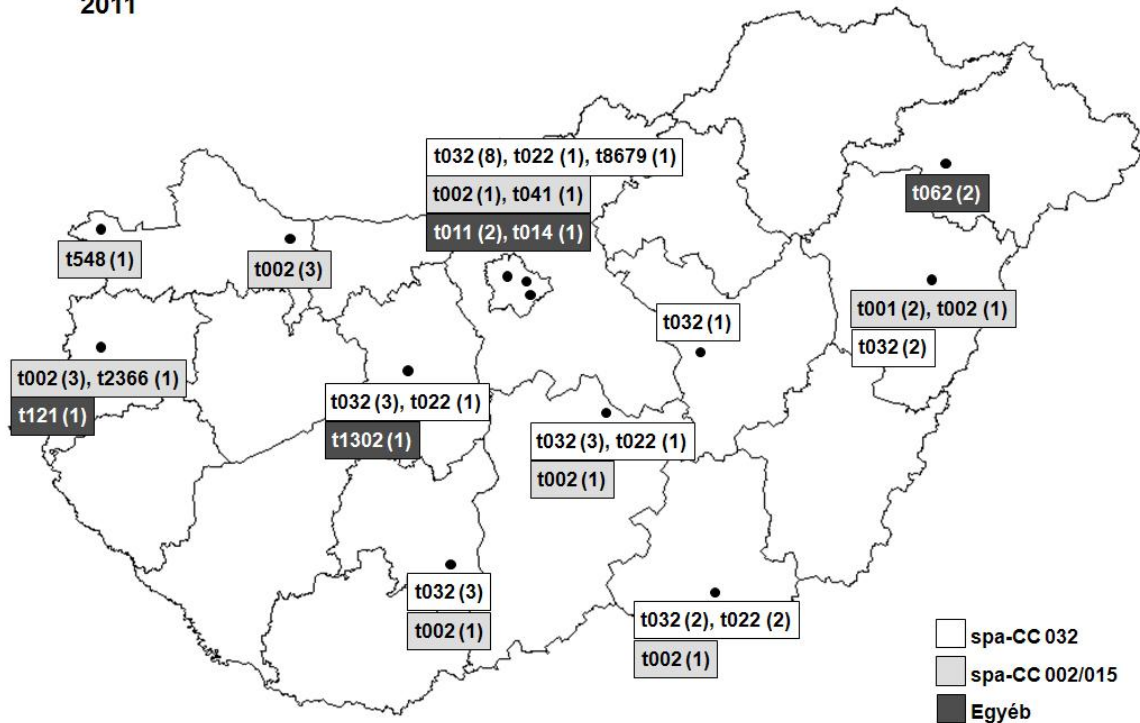 2011
t032 (8), t022 (1), t8679 (1)
t002 (1), t041 (1)
t011 (2), t014 (1)
t062 (2)
t548 (1)
t002 (3)
t001 (2), t002 (1)
t032 (2)
t032 (1)
t002 (3), t2366 (1)
t121 (1)
t032 (3), t022 (1)
t1302 (1)
t032 (3), t022 (1)
t002 (1)
t032 (3)
t002 (1)
t032 (2), t022 (2)
t002 (1)
spa-CC 032
spa-CC 002/015
Egyéb